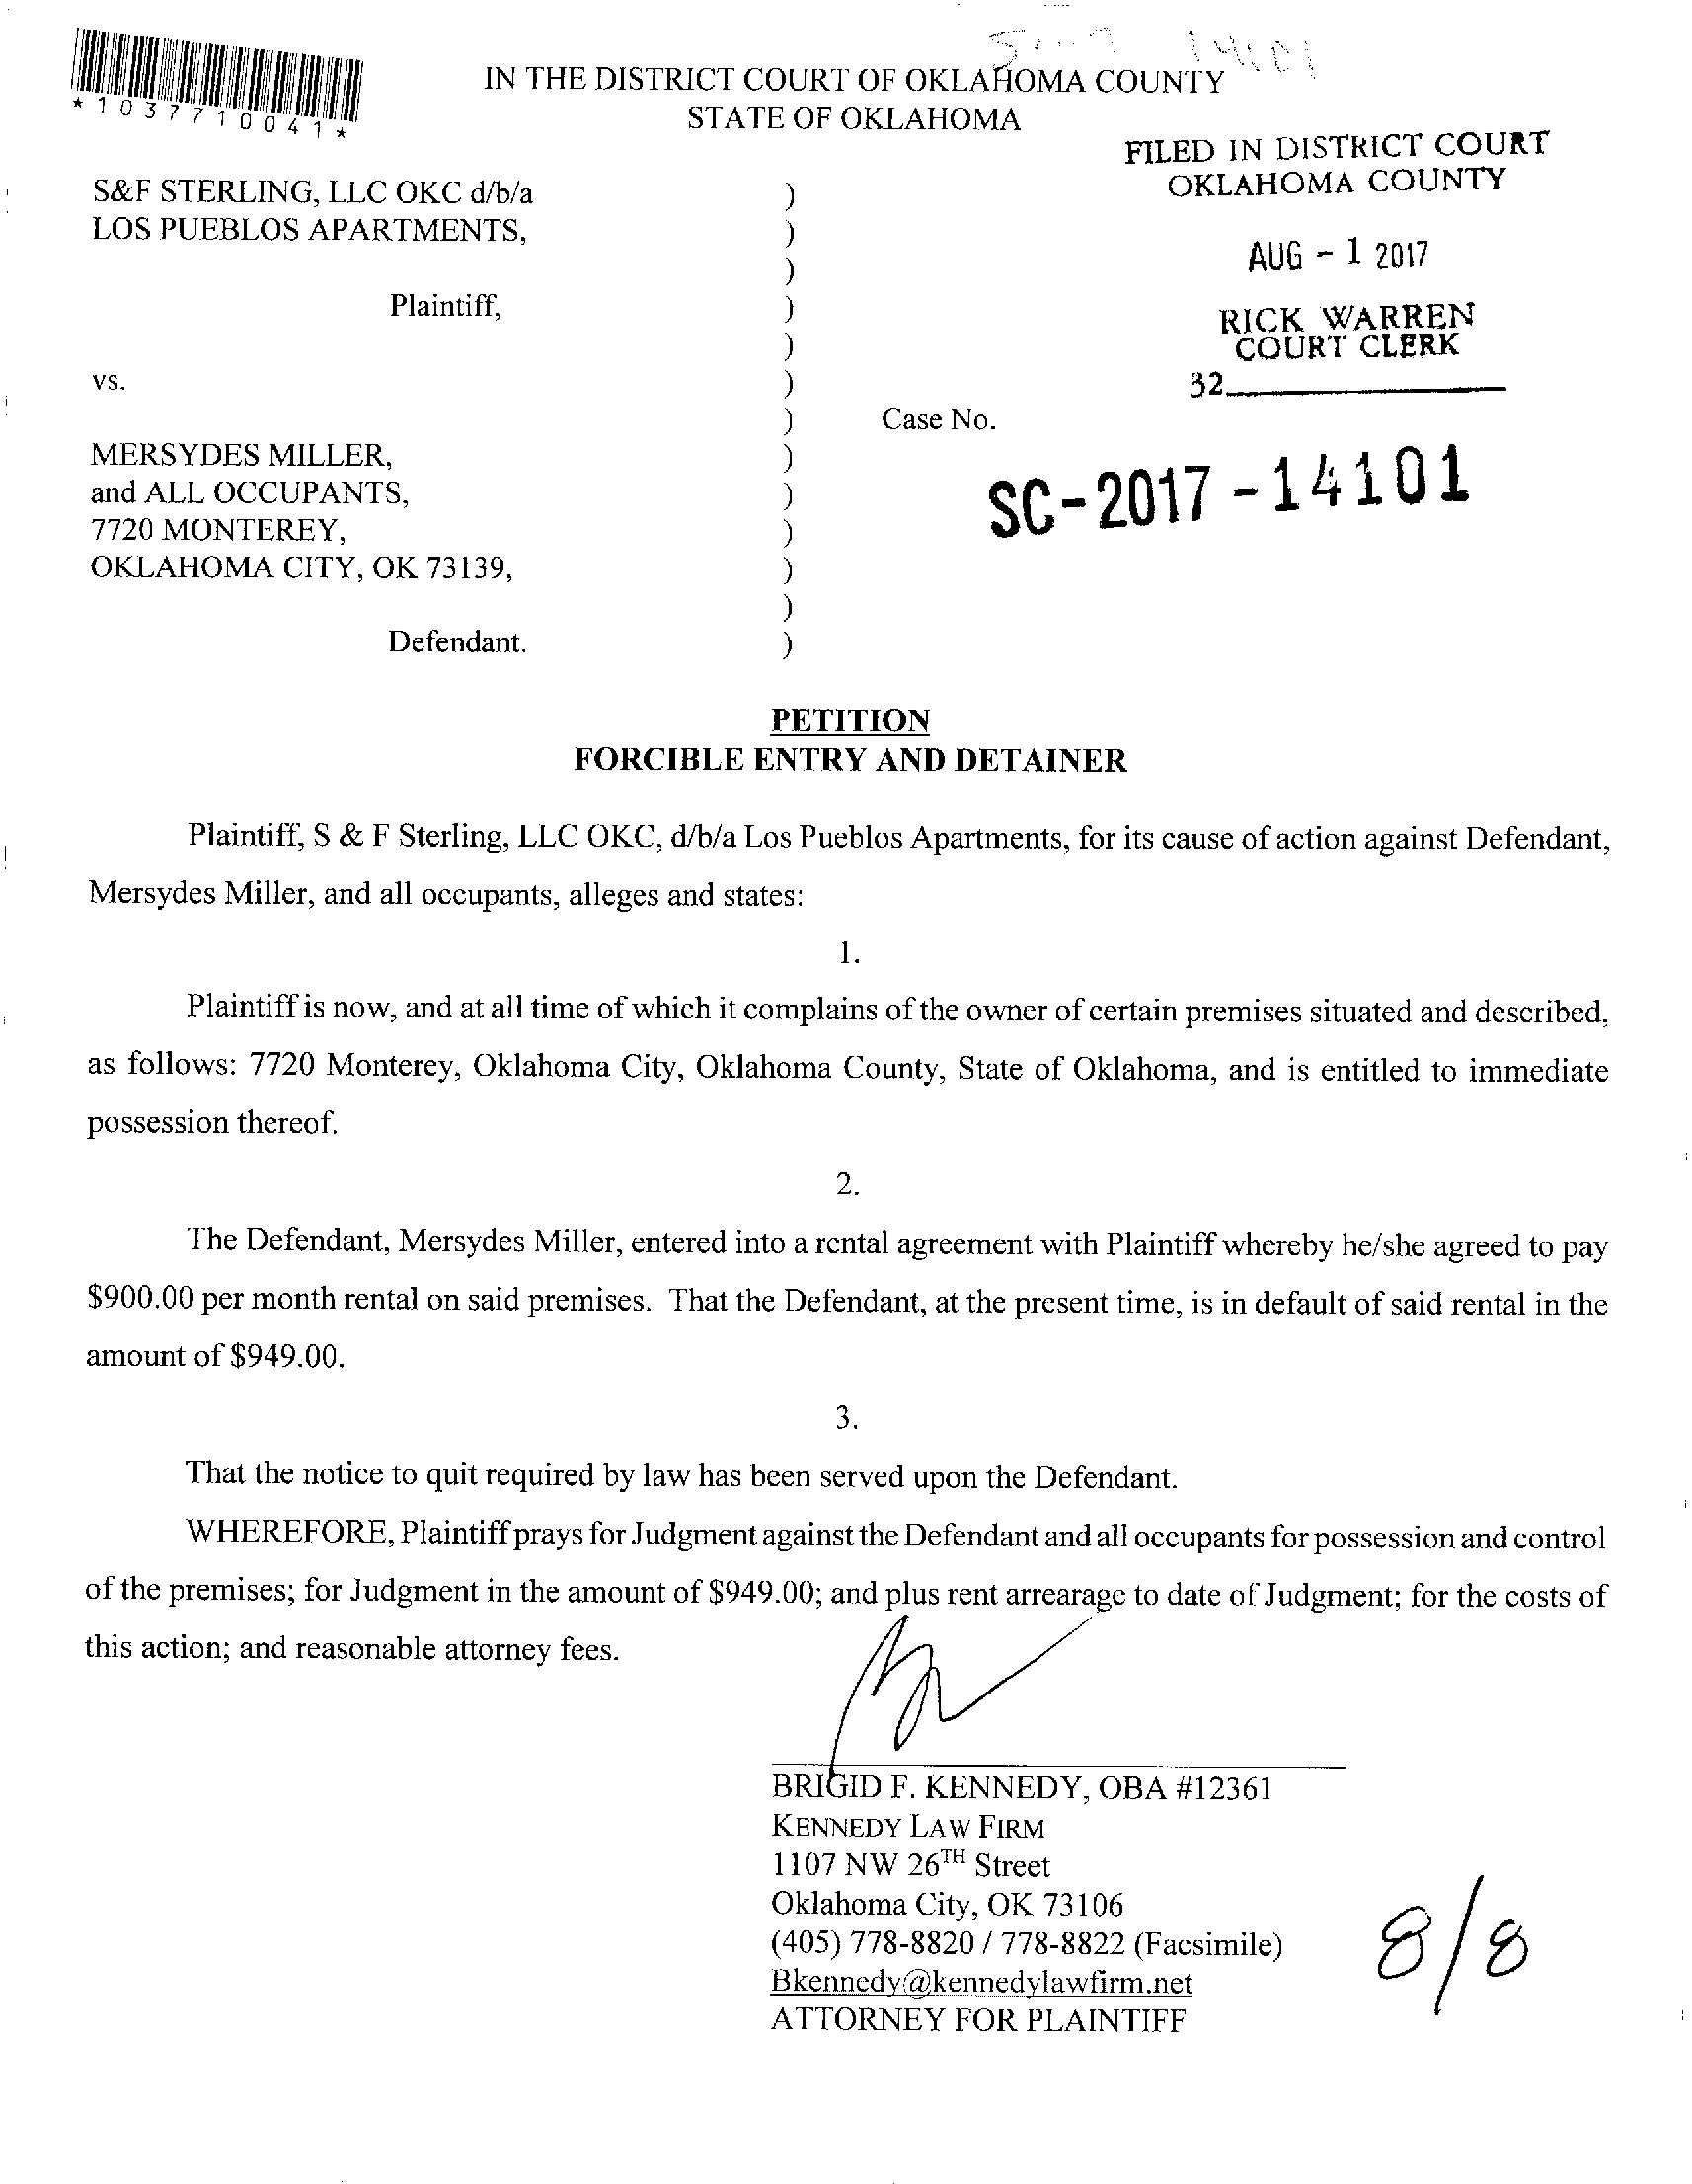 IN THE DISTRICT COURT OF OKLAHOMA COUNTY
STATE OF OKLAHOMA
*1037710041*
FILED IN DISTRICT COURT
OKLAHOMA COUNTY
AUG - 1 2017
RICK WARREN
COURT CLERK
32
S&F STERLING, LLC OKC d/b/a )
LOS PUEBLOS APARTMENTS, )
)
Plaintiff, )
)
vs. )
) Case No.
MERSYDES MILLER, )
and ALL OCCUPANTS, ) SC-2017-14101
7720 MONTEREY, )
OKLAHOMA CITY, OK 73139, )
)
Defendant. )
PETITION
FORCIBLE ENTRY AND DETAINER
Plaintiff, S & F Sterling, LLC OKC, d/b/a Los Pueblos Apartments, for its cause of action against Defendant,
Mersydes Miller, and all occupants, alleges and states:
1.
Plaintiff is now, and at all time of which it complains of the owner of certain premises situated and described,
as follows: 7720 Monterey, Oklahoma City, Oklahoma County, State of Oklahoma, and is entitled to immediate
possession thereof.
2.
The Defendant, Mersydes Miller, entered into a rental agreement with Plaintiff whereby he/she agreed to pay
$900.00 per month rental on said premises. That the Defendant, at the present time, is in default of said rental in the
amount of $949.00.
3.
That the notice to quit required by law has been served upon the Defendant.
WHEREFORE, Plaintiff prays for Judgment against the Defendant and all occupants for possession and control
of the premises; for Judgment in the amount of $949.00; and plus rent arrearage to date of Judgment; for the costs of
this action; and reasonable attorney fees.
BRIGID F. KENNEDY, OBA #12361
KENNEDY LAW FIRM
1107 NW 26TH Street
Oklahoma City, OK 73106
(405) 778-8820 / 778-8822 (Facsimile)
Bkennedy@kennedylawfirm.net
ATTORNEY FOR PLAINTIFF
8/8